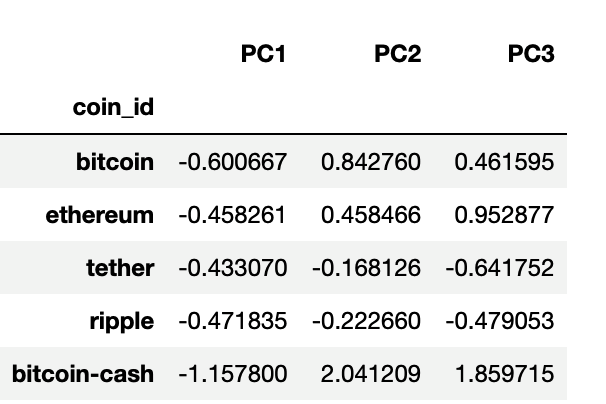 PC1 PC2 PC3
coin_id
bitcoin -0.600667 0.842760 0.461595
ethereum -0.458261 0.458466 0.952877
tether -0.433070 -0.168126 -0.641752
ripple -0.471835 -0.222660 -0.479053
bitcoin-cash -1.157800 2.041209 1.859715